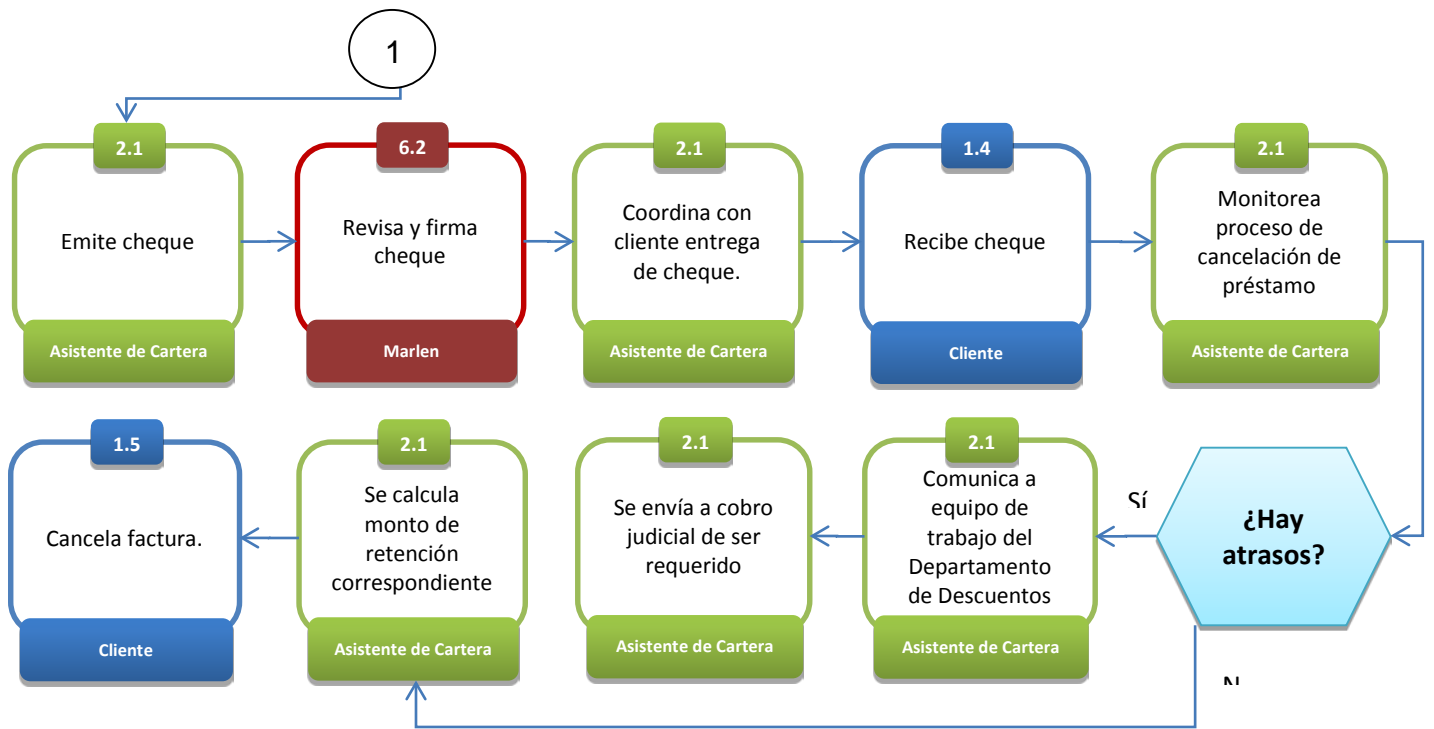 1
2.1
Emite cheque
Asistente de Cartera
6.2
Revisa y firma
cheque
Marlen
2.1
Coordina con
cliente entrega
de cheque.
Asistente de Cartera
1.4
Recibe cheque
Cliente
2.1
Monitorea
proceso de
cancelación de
préstamo
Asistente de Cartera
¿Hay
atrasos?
Sí
2.1
Comunica a
equipo de
trabajo del
Departamento
de Descuentos
Asistente de Cartera
2.1
Se envía a cobro
judicial de ser
requerido
Asistente de Cartera
N
2.1
Se calcula
monto de
retención
correspondiente
Asistente de Cartera
1.5
Cancela factura.
Cliente